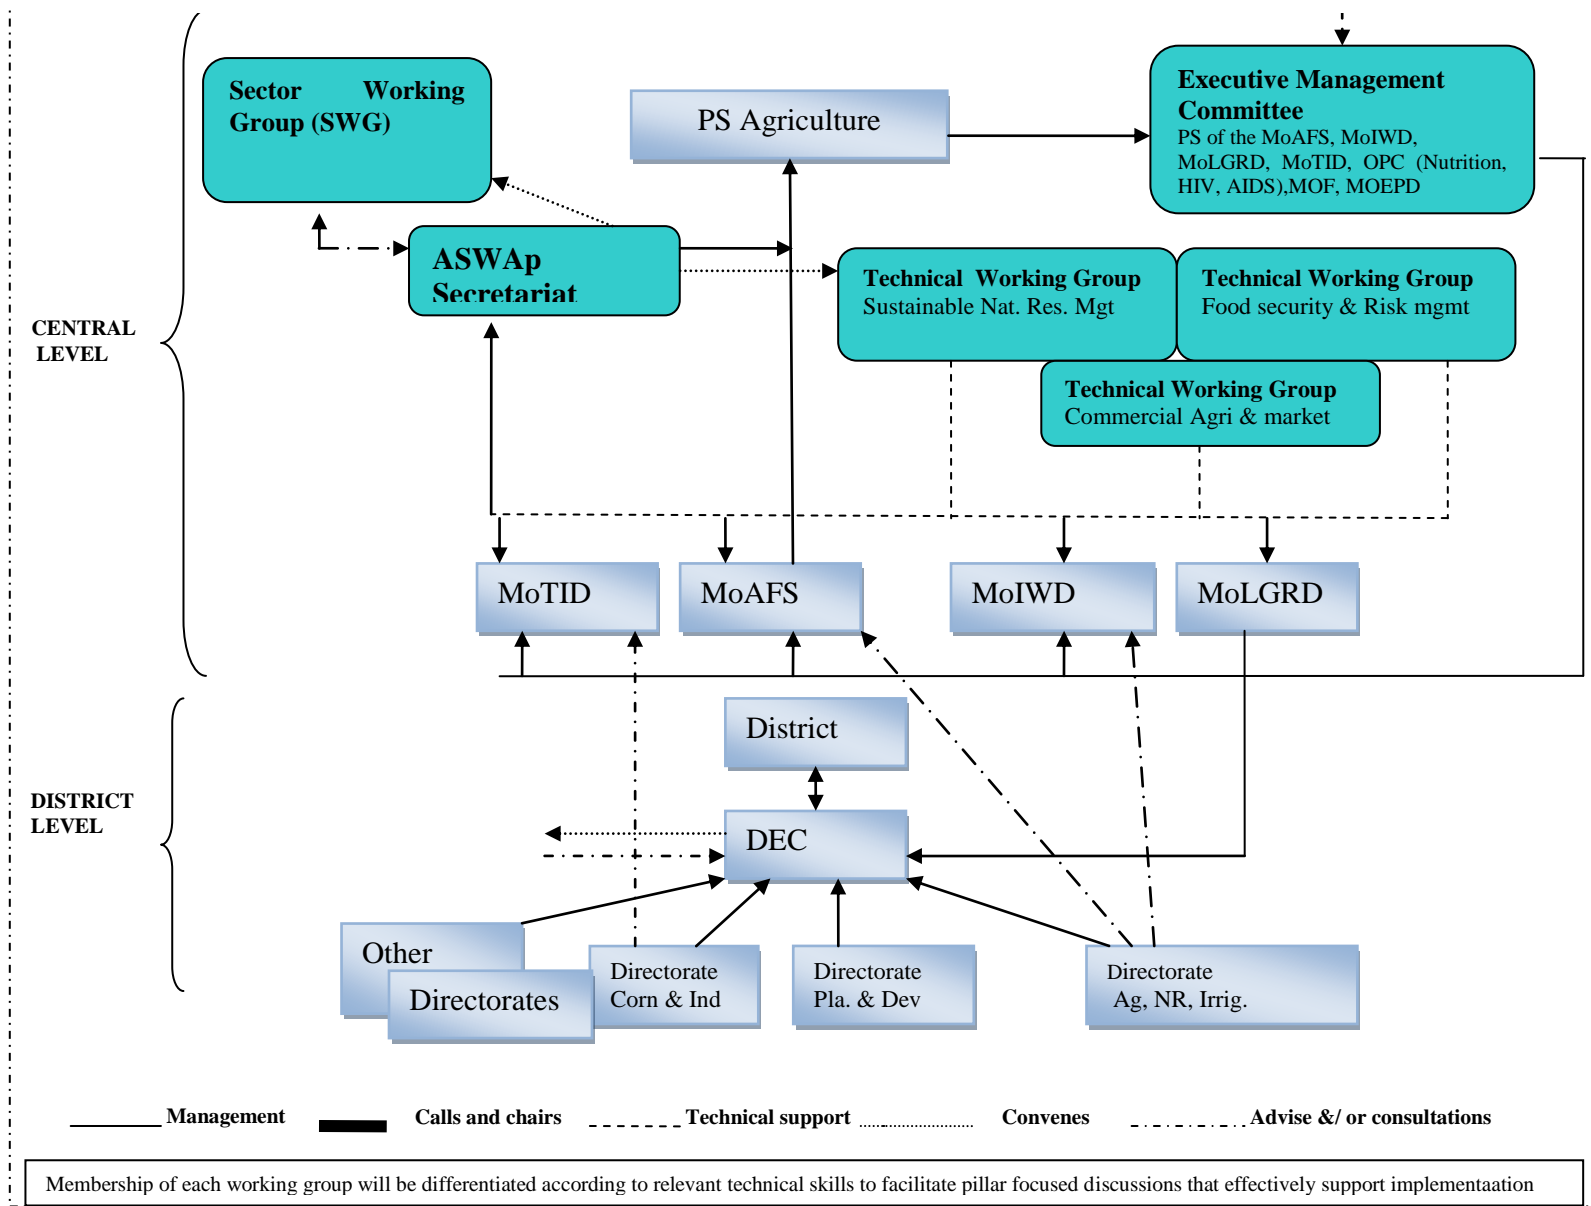 Sector Working
Group (SWG)
PS Agriculture
Executive Management
Committee
PS of the MoAFS, MoIWD,
MoLGRD, MoTID, OPC (Nutrition,
HIV, AIDS),MOF, MOEPD
ASWAp
Secretariat
Technical Working Group
Sustainable Nat. Res. Mgt
Technical Working Group
Food security & Risk mgmt
Technical Working Group
Commercial Agri & market
CENTRAL
LEVEL
MoTID
MoAFS
MoIWD
MoLGRD
District
DISTRICT
LEVEL
DEC
Other
Directorates
Directorate
Corn & Ind
Directorate
Pla. & Dev
Directorate
Ag, NR, Irrig.
Management
Calls and chairs
Technical support
Convenes
Advise &/ or consultations
Membership of each working group will be differentiated according to relevant technical skills to facilitate pillar focused discussions that effectively support implementaation